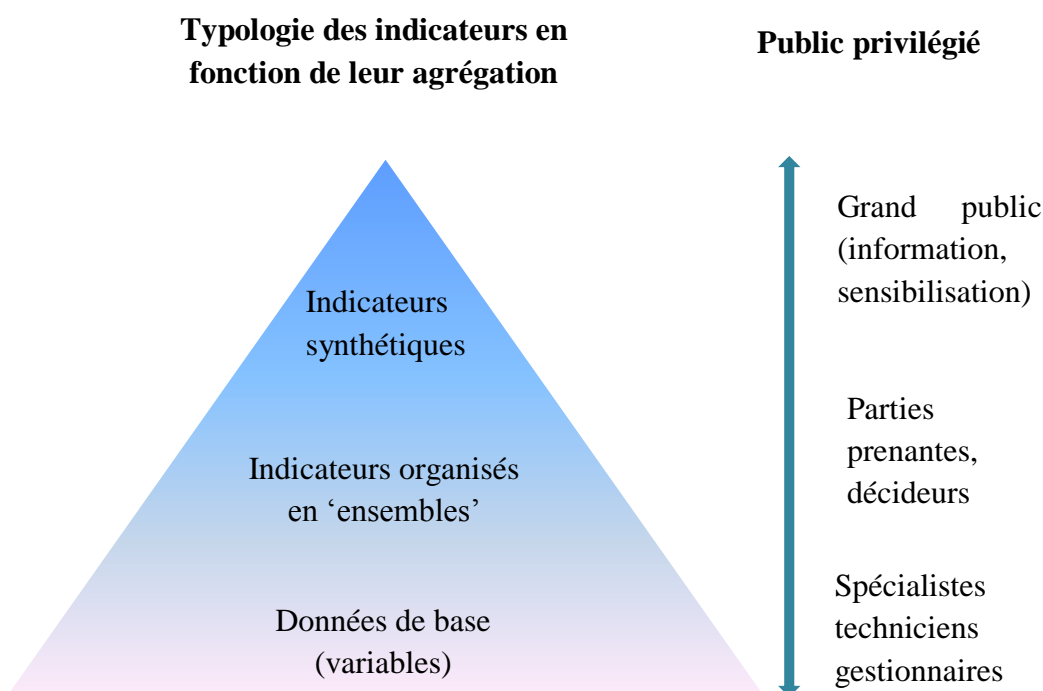 Typologie des indicateurs en
fonction de leur agrégation
Public privilégié
Grand public
(information,
sensibilisation)
Indicateurs
synthétiques
Parties
prenantes,
décideurs
Indicateurs organisés
en ‘ensembles’
Spécialistes
techniciens
gestionnaires
Données de base
(variables)